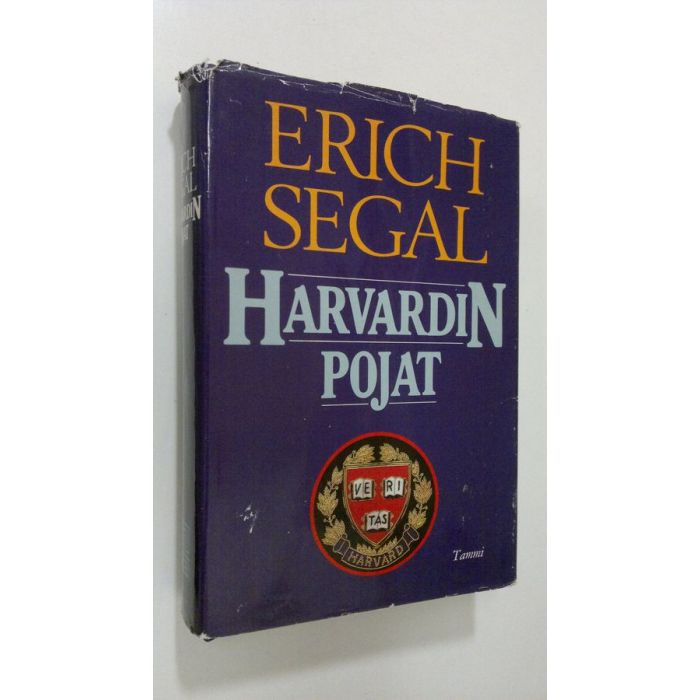 ERICH
SEGAL
HARVARDIN
POJAT
VE RI
TAS
HARVARD
Tammi